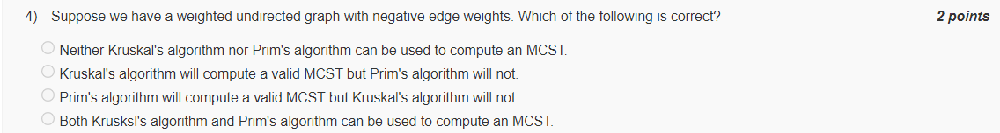 4) Suppose we have a weighted undirected graph with negative edge weights. Which of the following is correct? 2 points
Neither Kruskal's algorithm nor Prim's algorithm can be used to compute an MCST.
Kruskal's algorithm will compute a valid MCST but Prim's algorithm will not.
Prim's algorithm will compute a valid MCST but Kruskal's algorithm will not.
Both Krusksl's algorithm and Prim's algorithm can be used to compute an MCST.